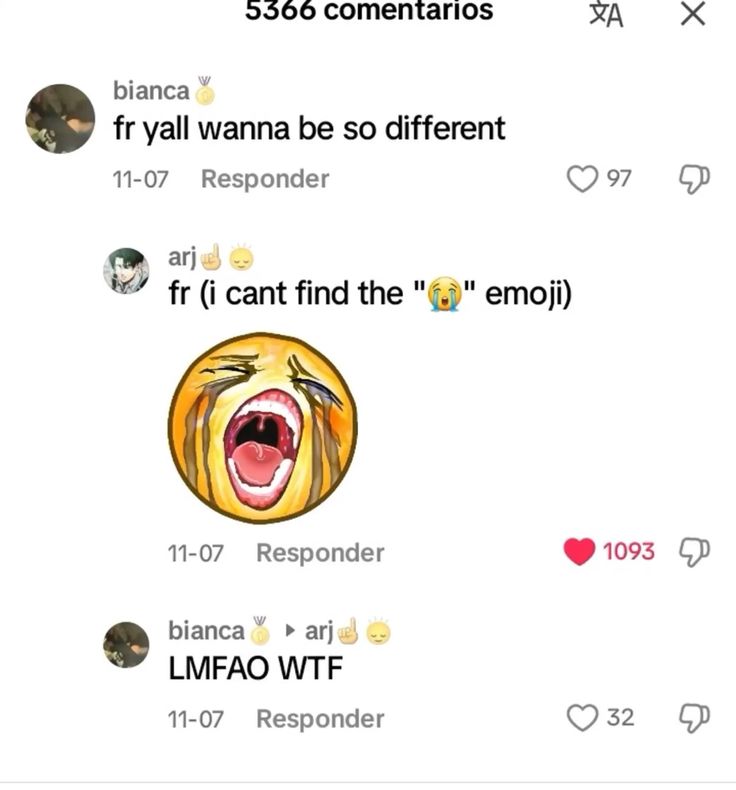 5366 comentarios
bianca🏅
fr yall wanna be so different
11-07 Responder 97
arj☝🏻🌞
fr (i cant find the "😭" emoji)
11-07 Responder 1093
bianca🏅 ▸ arj☝🏻🌞
LMFAO WTF
11-07 Responder 32